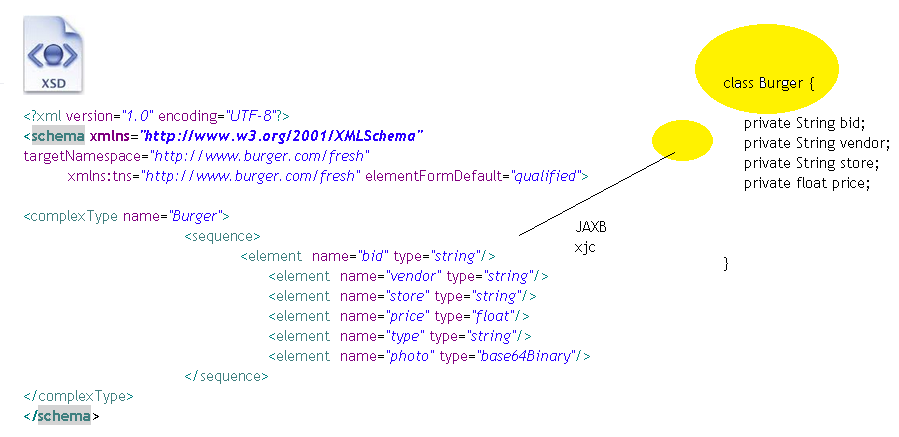 XSD
<?xml version="1.0" encoding="UTF-8"?>
<schema xmlns="http://www.w3.org/2001/XMLSchema"
targetNamespace="http://www.burger.com/fresh"
xmlns:tns="http://www.burger.com/fresh" elementFormDefault="qualified">
<complexType name="Burger">
<sequence>
<element name="bid" type="string"/>
<element name="vendor" type="string"/>
<element name="store" type="string"/>
<element name="price" type="float"/>
<element name="type" type="string"/>
<element name="photo" type="base64Binary"/>
</sequence>
</complexType>
</schema>
JAXB
xjc
class Burger {
private String bid;
private String vendor;
private String store;
private float price;
}